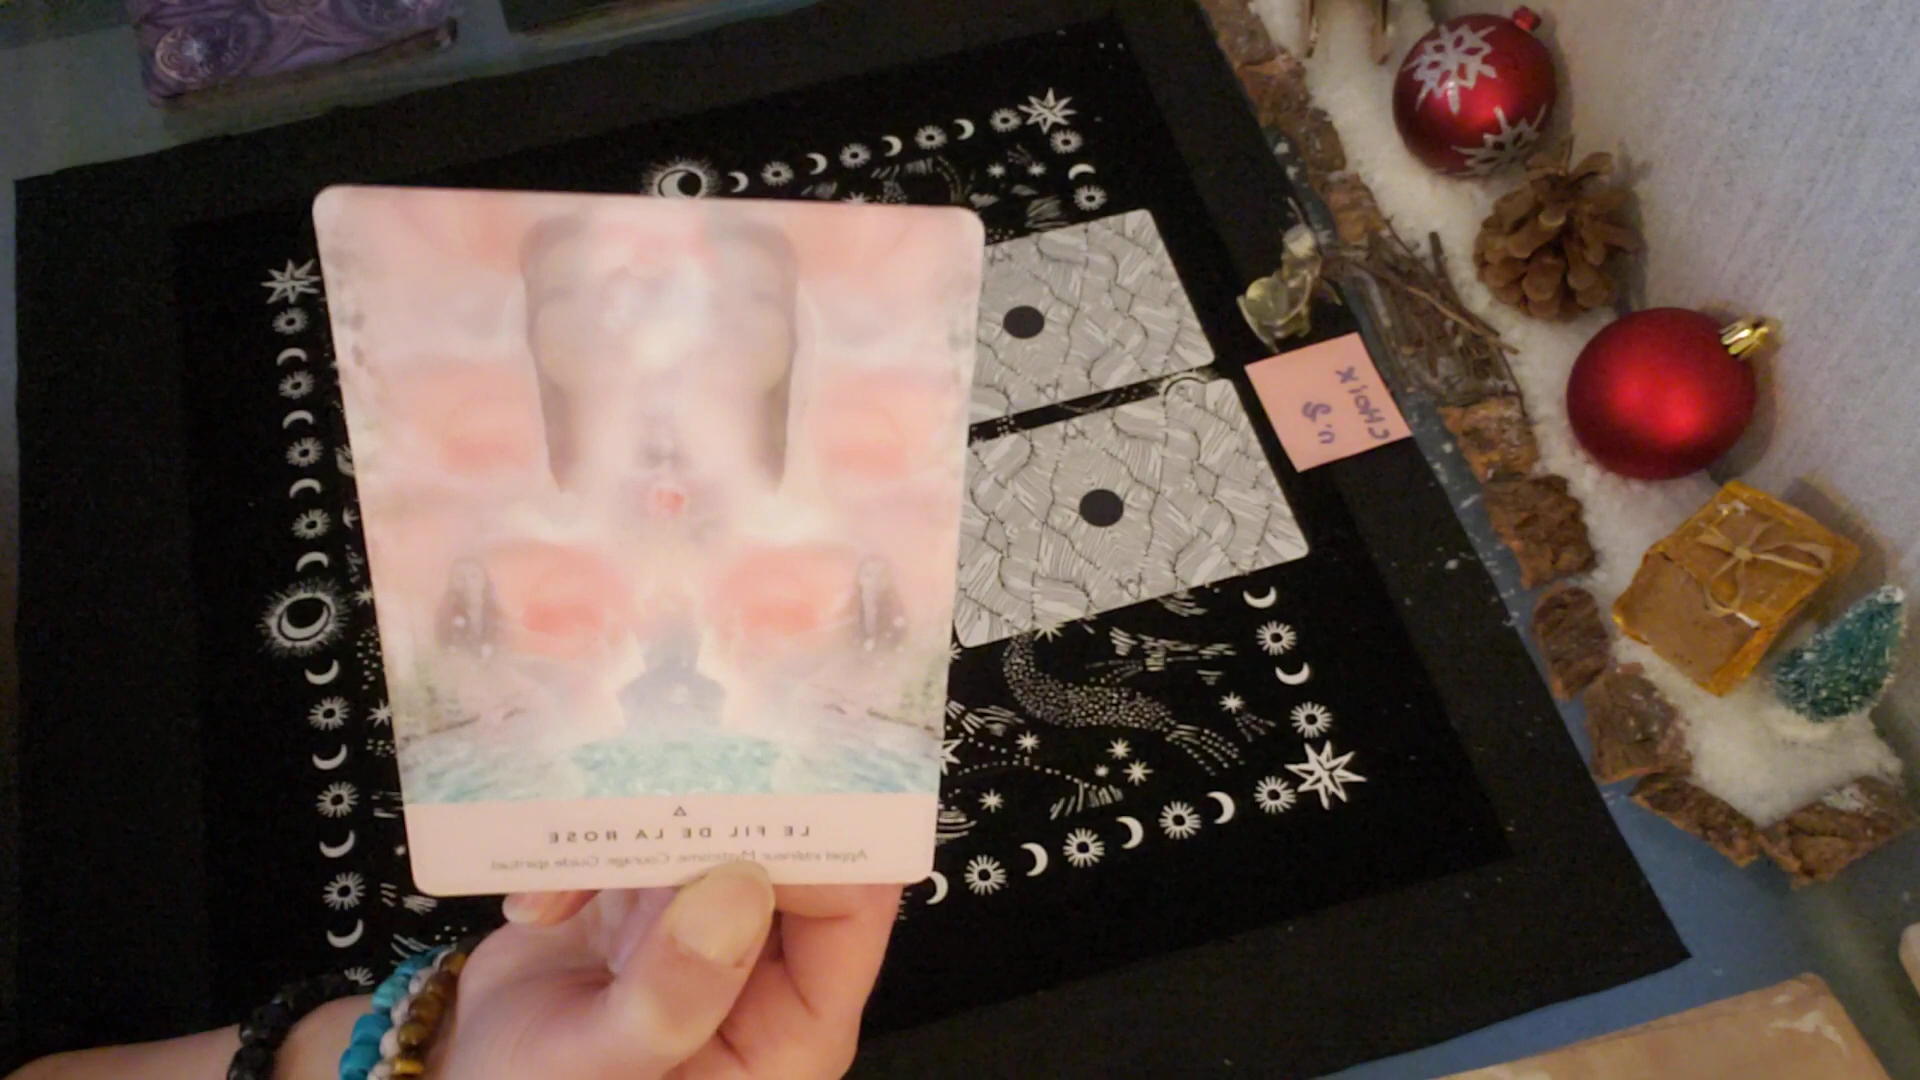 LE FIL DE LA ROSE
Appel intérieur. Mysticisme. Courage. Guide spirituel
CHOIX